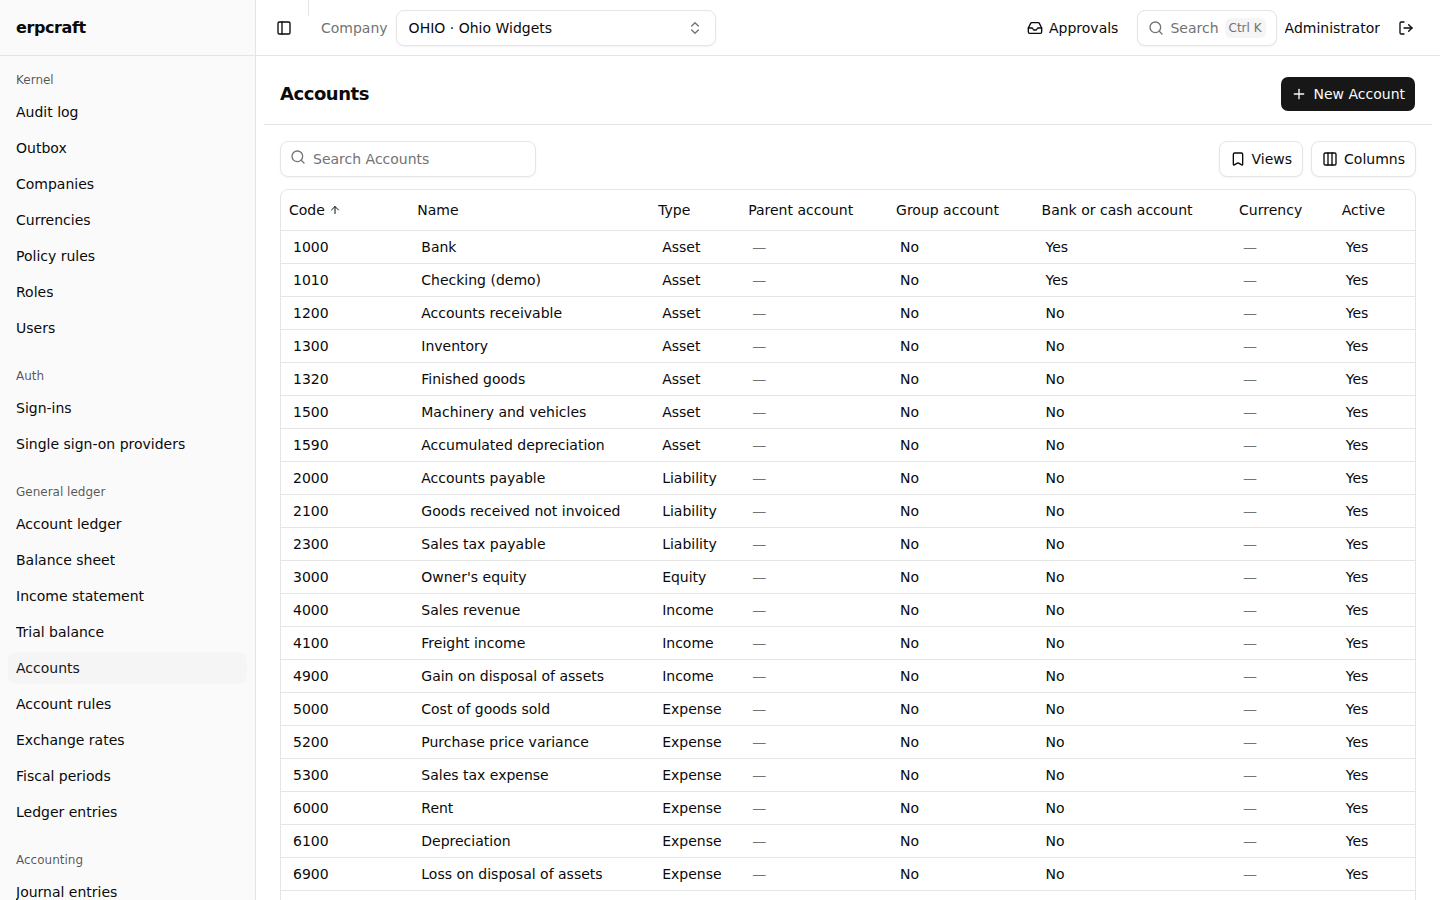 erpcraft
Company OHIO · Ohio Widgets Approvals Search Ctrl K Administrator
Kernel
Audit log
Outbox
Companies
Currencies
Policy rules
Roles
Users
Auth
Sign-ins
Single sign-on providers
General ledger
Account ledger
Balance sheet
Income statement
Trial balance
Accounts
Account rules
Exchange rates
Fiscal periods
Ledger entries
Accounting
Journal entries
Accounts New Account
Search Accounts Views Columns
Code Name Type Parent account Group account Bank or cash account Currency Active
1000 Bank Asset — No Yes — Yes
1010 Checking (demo) Asset — No Yes — Yes
1200 Accounts receivable Asset — No No — Yes
1300 Inventory Asset — No No — Yes
1320 Finished goods Asset — No No — Yes
1500 Machinery and vehicles Asset — No No — Yes
1590 Accumulated depreciation Asset — No No — Yes
2000 Accounts payable Liability — No No — Yes
2100 Goods received not invoiced Liability — No No — Yes
2300 Sales tax payable Liability — No No — Yes
3000 Owner's equity Equity — No No — Yes
4000 Sales revenue Income — No No — Yes
4100 Freight income Income — No No — Yes
4900 Gain on disposal of assets Income — No No — Yes
5000 Cost of goods sold Expense — No No — Yes
5200 Purchase price variance Expense — No No — Yes
5300 Sales tax expense Expense — No No — Yes
6000 Rent Expense — No No — Yes
6100 Depreciation Expense — No No — Yes
6900 Loss on disposal of assets Expense — No No — Yes